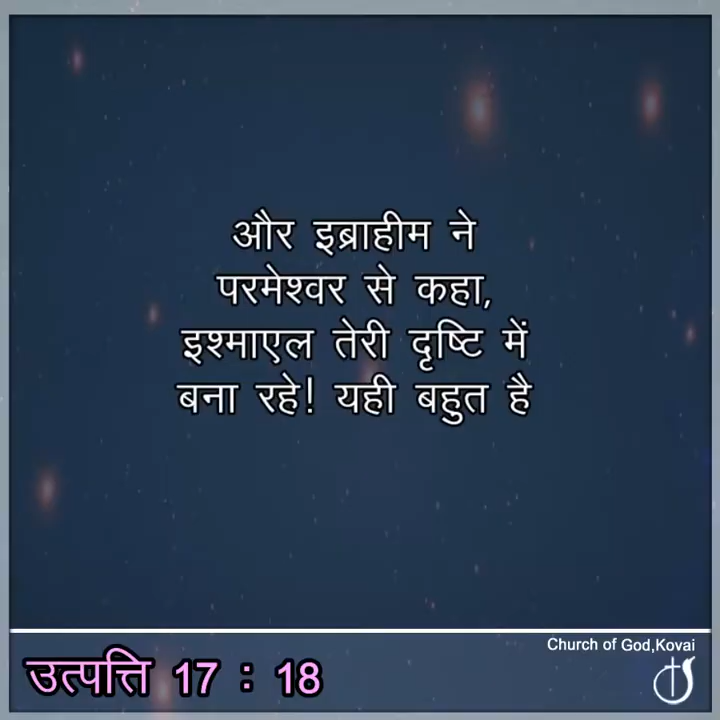 और इब्राहीम ने
परमेश्वर से कहा,
इश्माएल तेरी दृष्टि में
बना रहे! यही बहुत है
Church of God,Kovai
उत्पत्ति 17 : 18